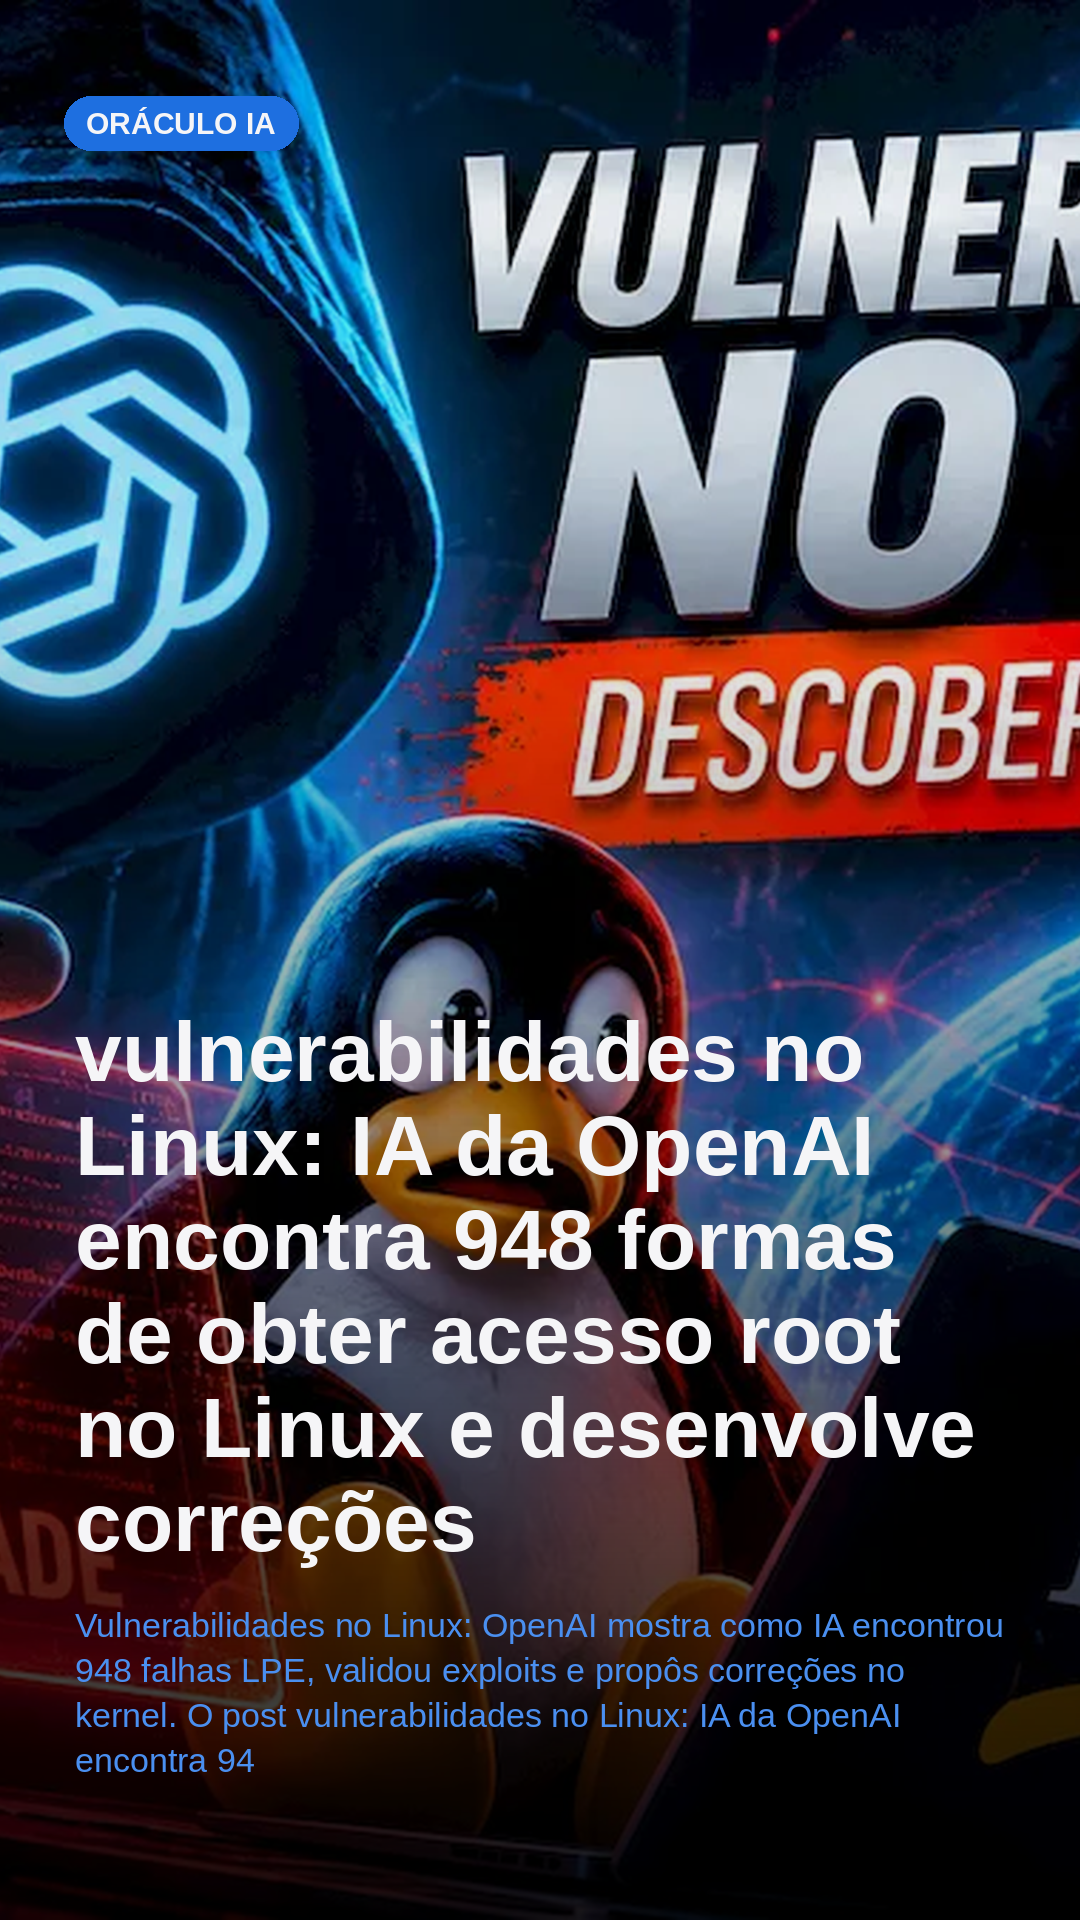 ORÁCULO IA
VULNER
NO
DESCOBER
vulnerabilidades no
Linux: IA da OpenAI
encontra 948 formas
de obter acesso root
no Linux e desenvolve
correções
ADE
Vulnerabilidades no Linux: OpenAI mostra como IA encontrou
948 falhas LPE, validou exploits e propôs correções no
kernel. O post vulnerabilidades no Linux: IA da OpenAI
encontra 94